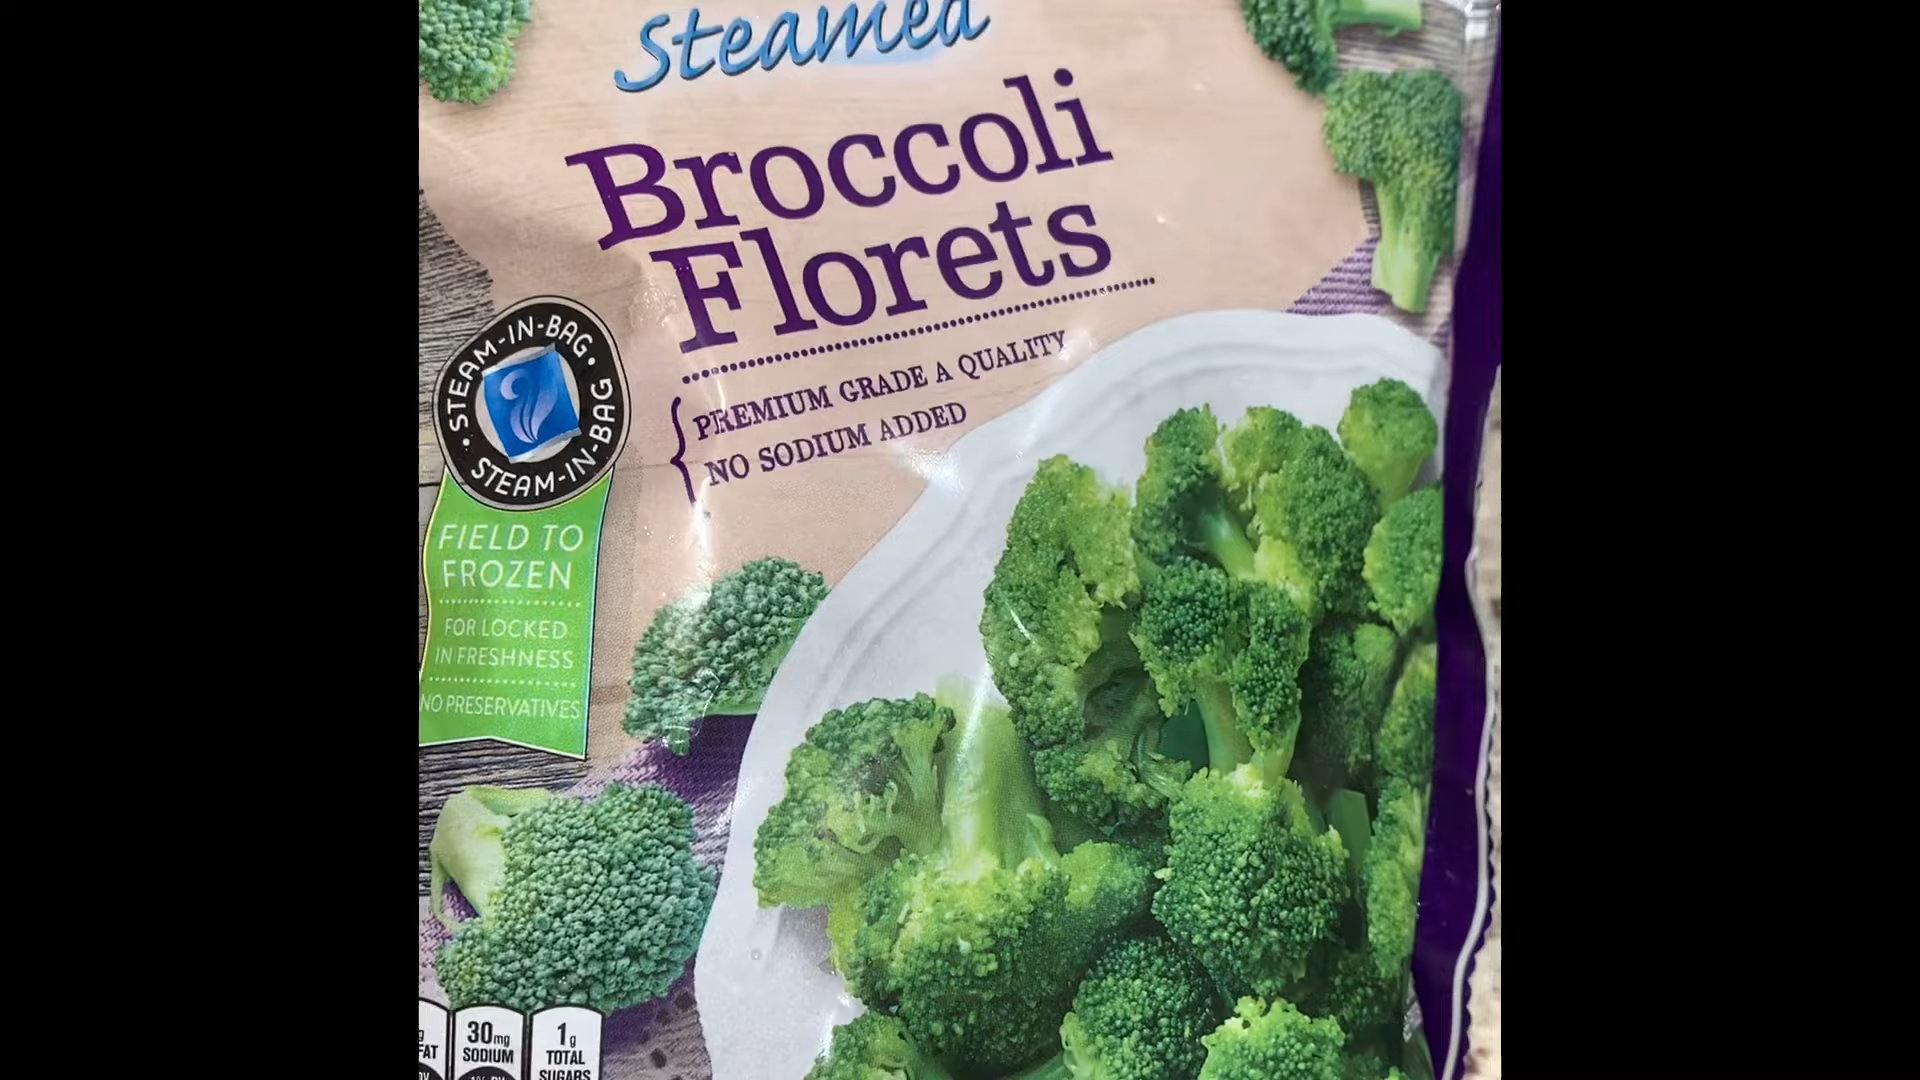 Steamed
Broccoli
Florets
PREMIUM GRADE A QUALITY
NO SODIUM ADDED
STEAM-IN-BAG
STEAM-IN-BAG
FIELD TO
FROZEN
FOR LOCKED
IN FRESHNESS
NO PRESERVATIVES
30mg
SODIUM
1g
TOTAL
SUGARS